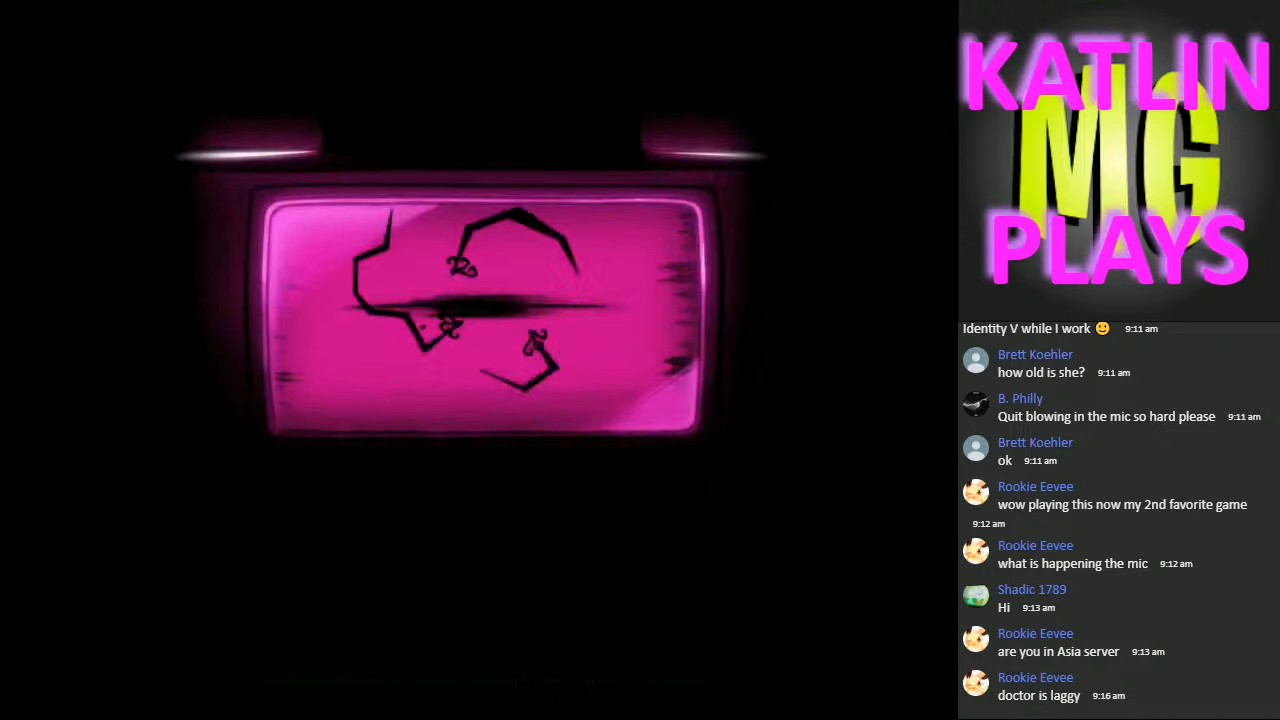 KATLIN
MG
PLAYS
Identity V while I work 🙂 9:11 am
Brett Koehler
how old is she? 9:11 am
B. Philly
Quit blowing in the mic so hard please 9:11 am
Brett Koehler
ok 9:11 am
Rookie Eevee
wow playing this now my 2nd favorite game
9:12 am
Rookie Eevee
what is happening the mic 9:12 am
Shadic 1789
Hi 9:13 am
Rookie Eevee
are you in Asia server 9:13 am
Rookie Eevee
doctor is laggy 9:16 am